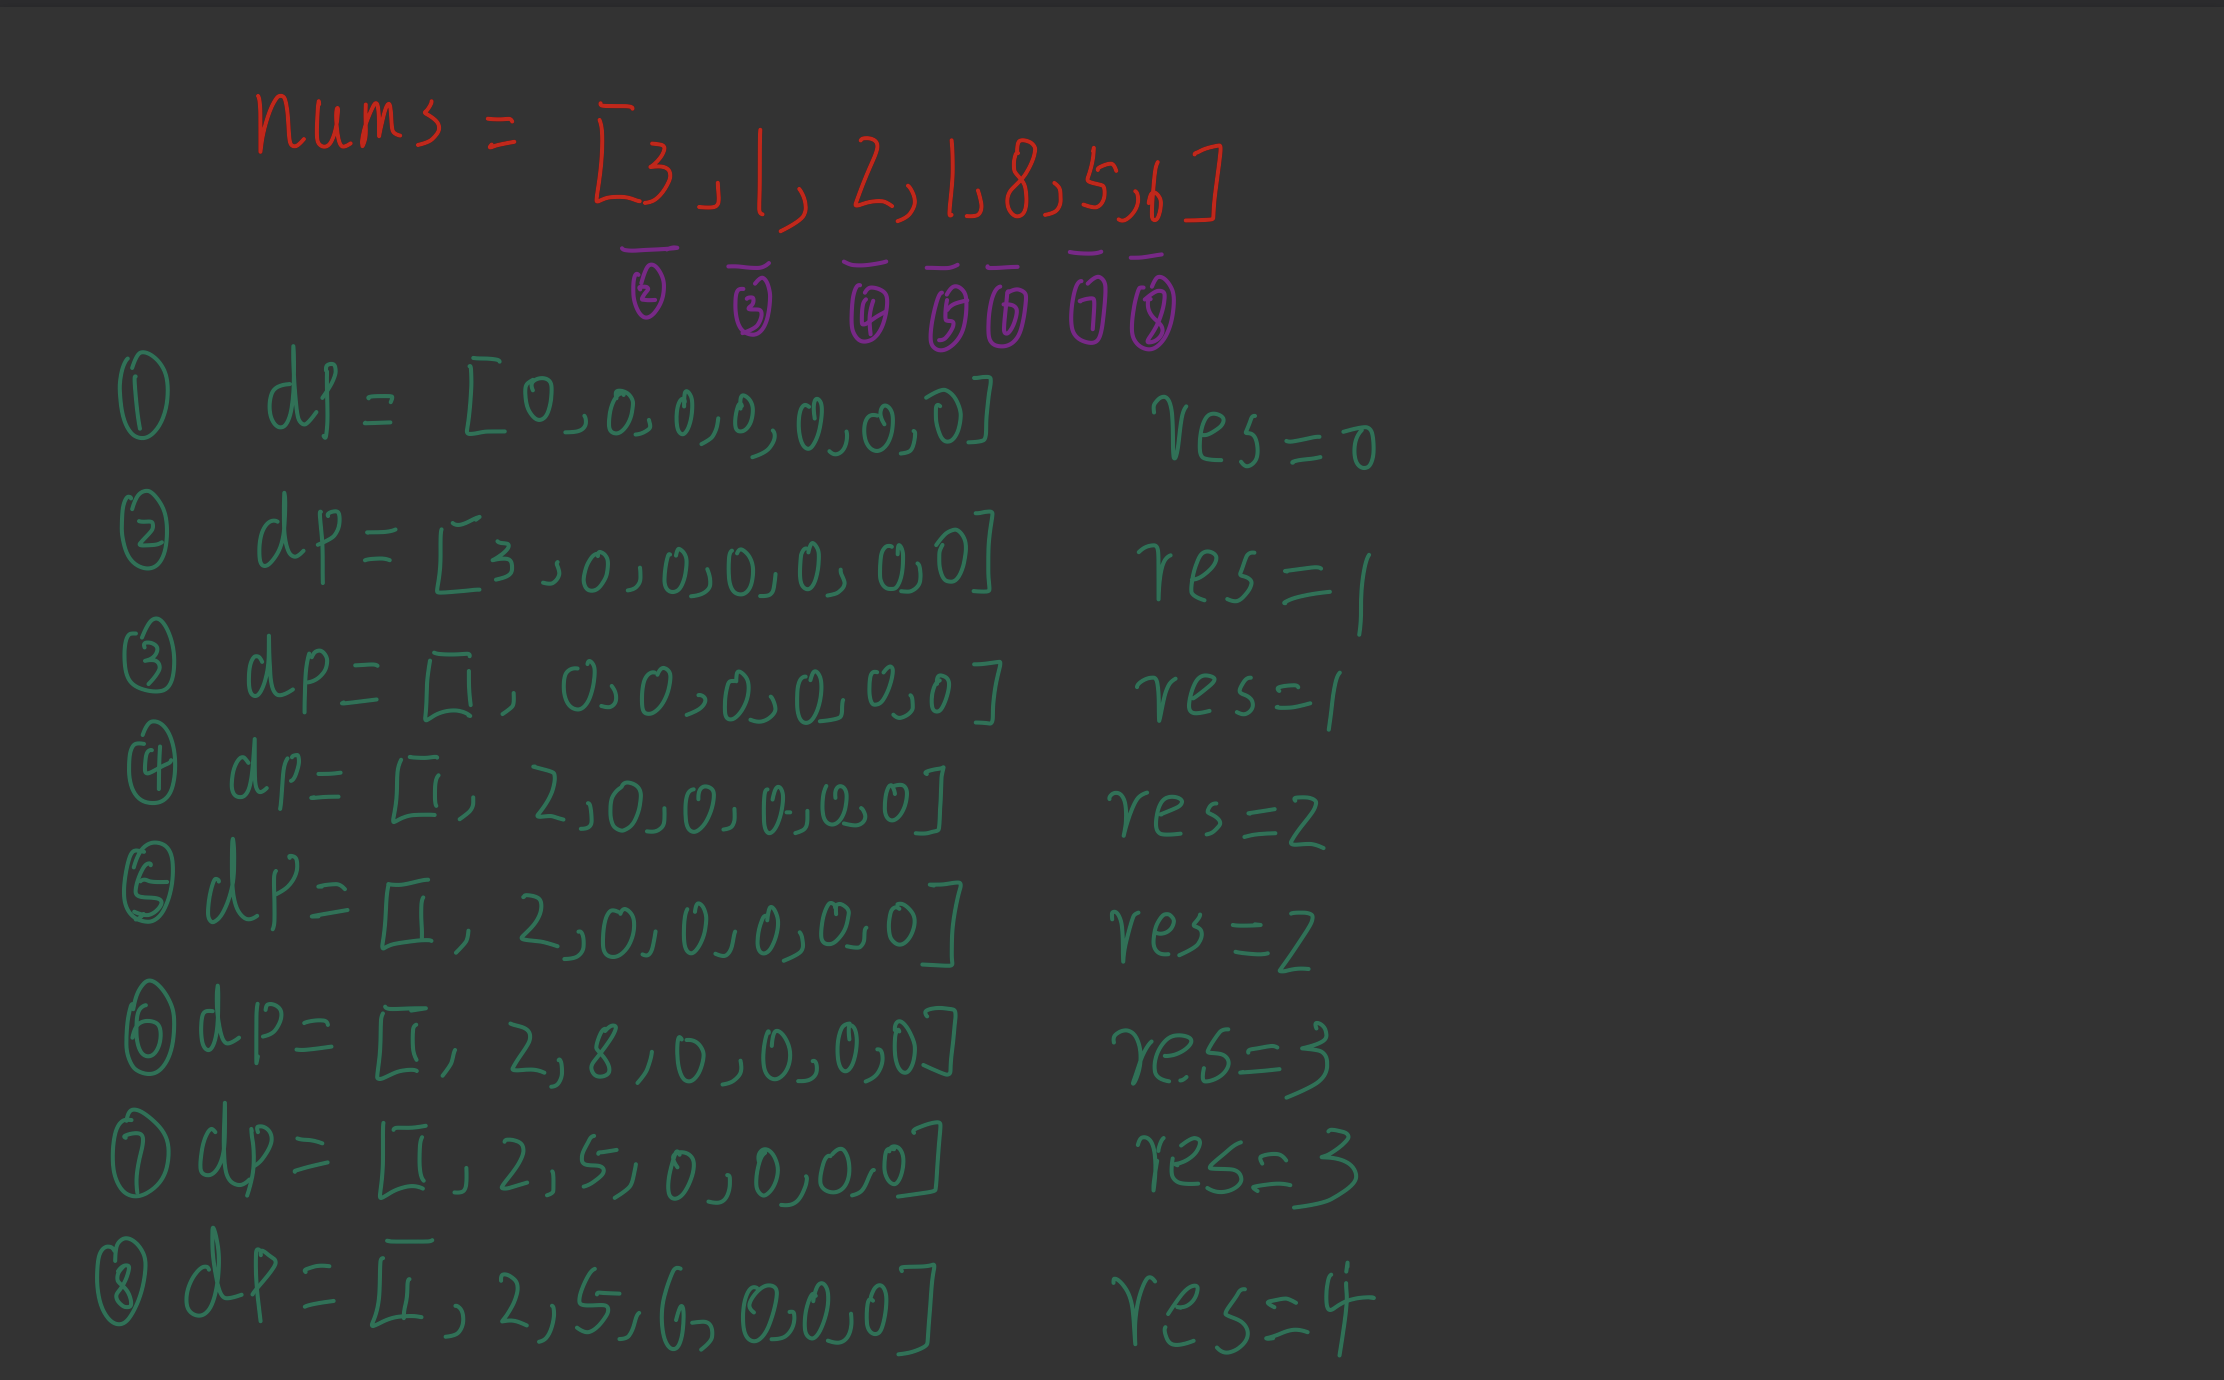 nums = [3,1,2,1,8,5,6]
② ③ ④ ⑤ ⑥ ⑦ ⑧
① dp = [0,0,0,0,0,0,0] res=0
② dp = [3,0,0,0,0,0,0] res=1
③ dp = [1,0,0,0,0,0,0] res=1
④ dp= [1,2,0,0,0,0,0] res=2
⑤ dp= [1,2,0,0,0,0,0] res=2
⑥ dp= [1,2,8,0,0,0,0] res=3
⑦ dp= [1,2,5,0,0,0,0] res=3
⑧ dp= [1,2,5,6,0,0,0] res=4